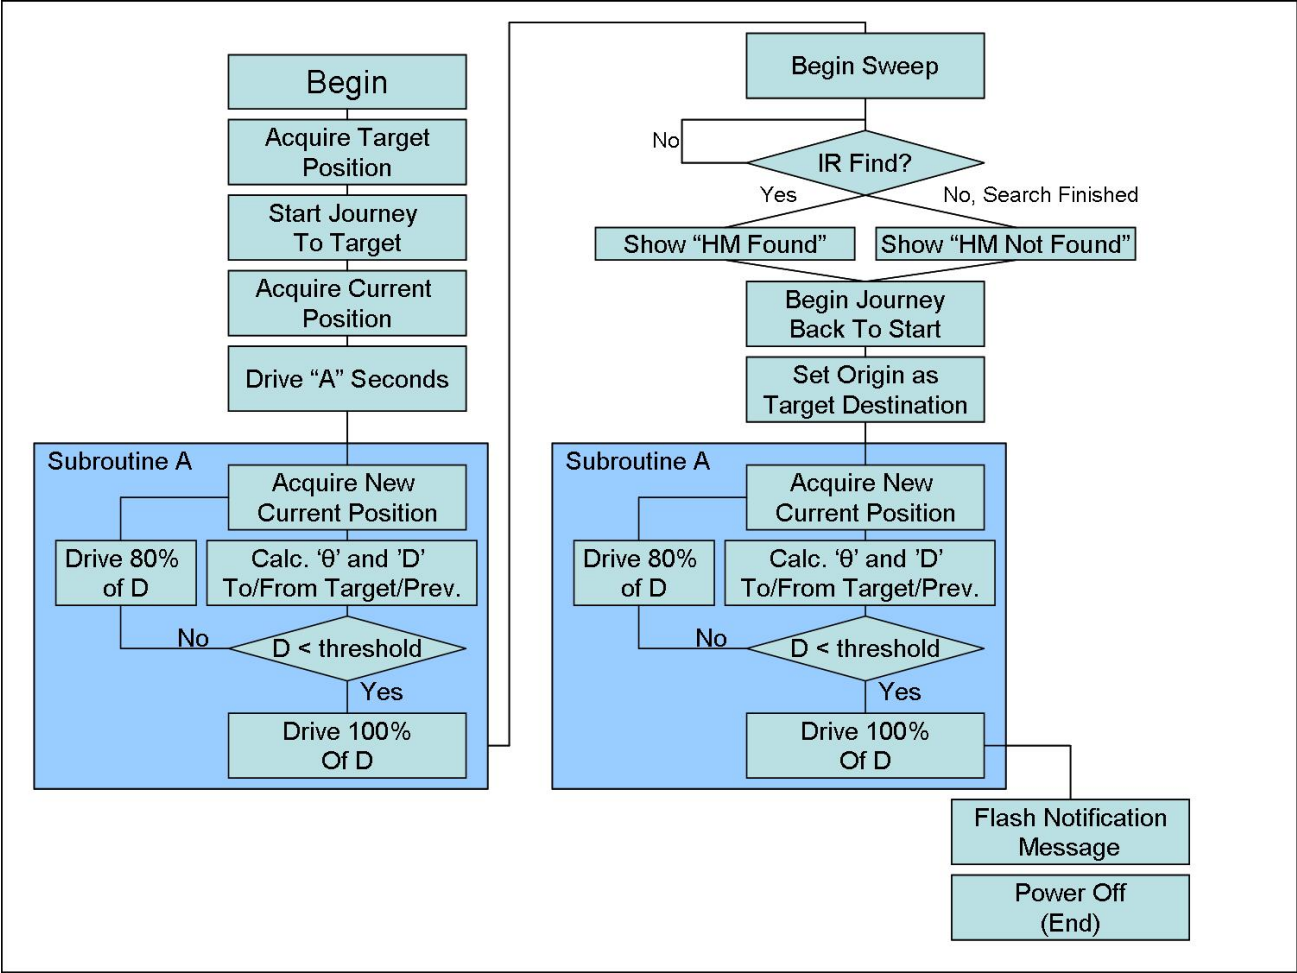 Begin
Acquire Target
Position
Start Journey
To Target
Acquire Current
Position
Drive “A” Seconds
Subroutine A
Acquire New
Current Position
Drive 80%
of D
Calc. ‘θ’ and ’D’
To/From Target/Prev.
No
D < threshold
Yes
Drive 100%
Of D
Begin Sweep
No
IR Find?
Yes
No, Search Finished
Show “HM Found”
Show “HM Not Found”
Begin Journey
Back To Start
Set Origin as
Target Destination
Subroutine A
Acquire New
Current Position
Drive 80%
of D
Calc. ‘θ’ and ’D’
To/From Target/Prev.
No
D < threshold
Yes
Drive 100%
Of D
Flash Notification
Message
Power Off
(End)